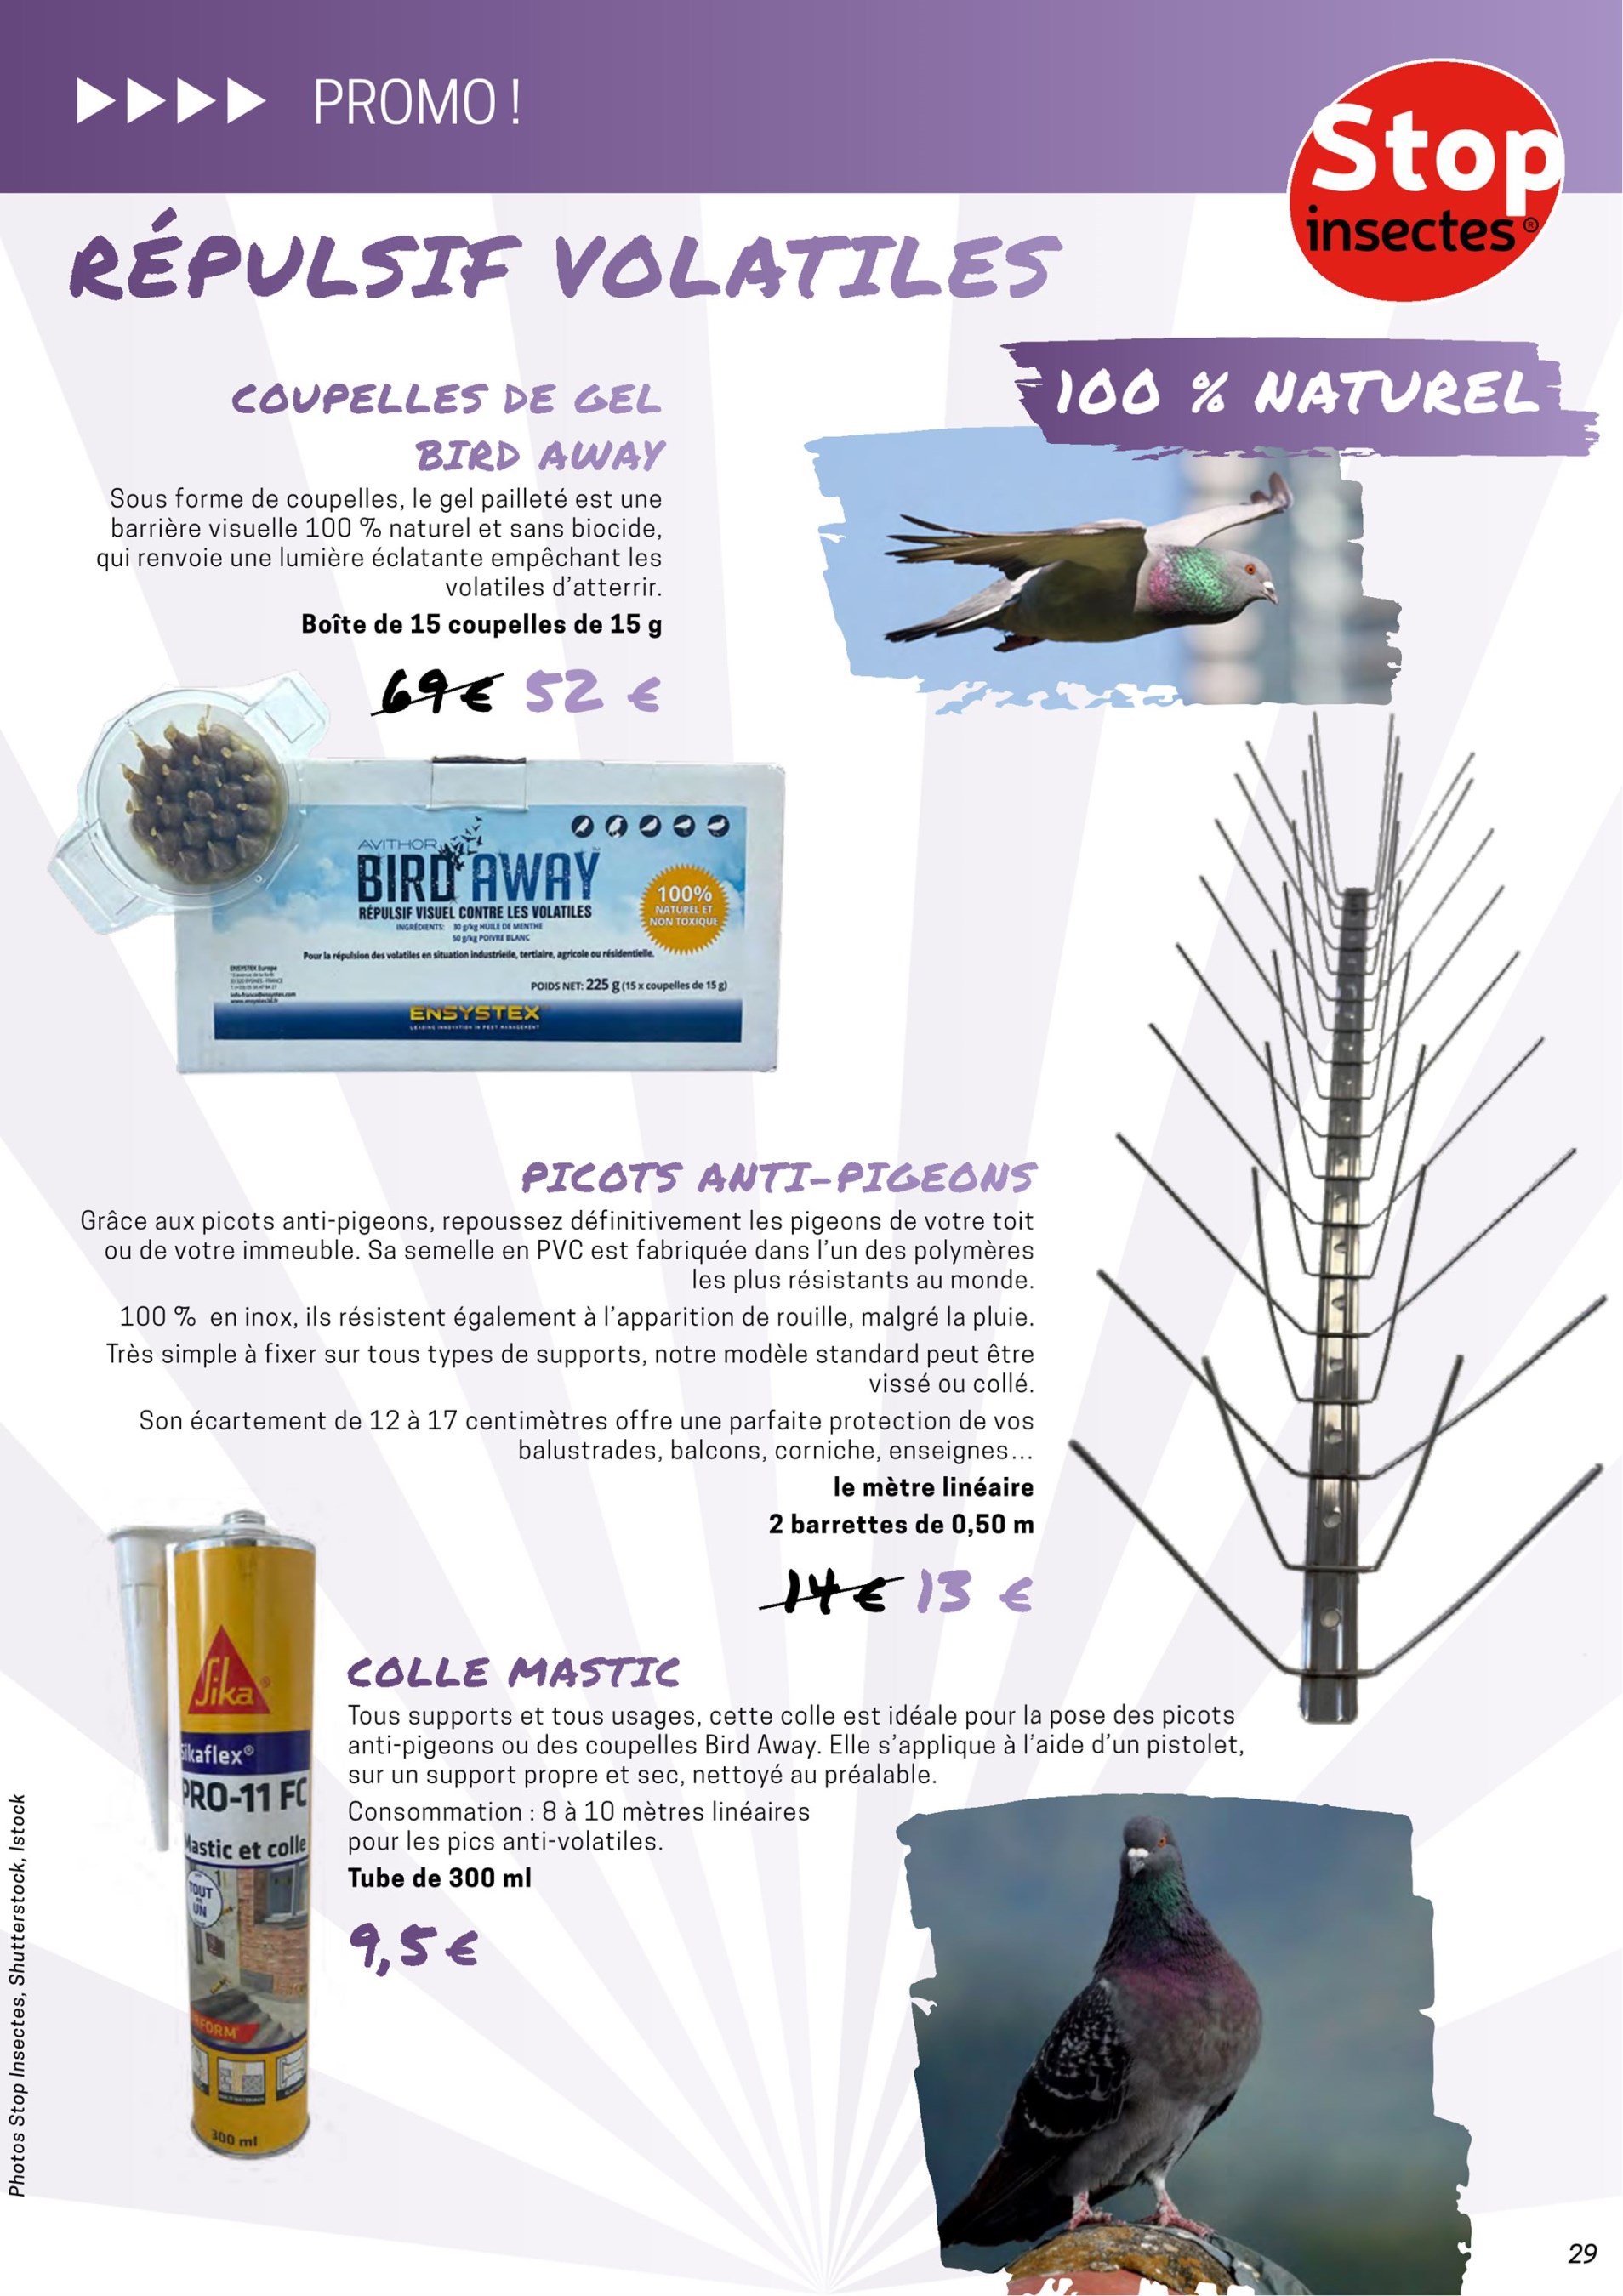 PROMO !
Stop
insectes®
RÉPULSIF VOLATILES
100 % NATUREL
COUPELLES DE GEL
BIRD AWAY
Sous forme de coupelles, le gel pailleté est une
barrière visuelle 100 % naturel et sans biocide,
qui renvoie une lumière éclatante empêchant les
volatiles d'atterrir.
Boîte de 15 coupelles de 15 g
69€ 52 €
AVITHOR
BIRD AWAY
RÉPULSIF VISUEL CONTRE LES VOLATILES
INGRÉDIENTS: 30 g/kg HUILE DE MENTHE
50 g/kg POIVRE BLANC
100%
NATUREL ET
NON TOXIQUE
Pour la répulsion des volatiles en situation industrielle, tertiaire, agricole ou résidentielle.
ENSYSTEX Europe
POIDS NET: 225 g (15 x coupelles de 15 g)
ENSYSTEX
LEADING INNOVATION IN PEST MANAGEMENT
PICOTS ANTI-PIGEONS
Grâce aux picots anti-pigeons, repoussez définitivement les pigeons de votre toit
ou de votre immeuble. Sa semelle en PVC est fabriquée dans l'un des polymères
les plus résistants au monde.
100 % en inox, ils résistent également à l'apparition de rouille, malgré la pluie.
Très simple à fixer sur tous types de supports, notre modèle standard peut être
vissé ou collé.
Son écartement de 12 à 17 centimètres offre une parfaite protection de vos
balustrades, balcons, corniche, enseignes...
le mètre linéaire
2 barrettes de 0,50 m
14€ 13 €
Sika®
Sikaflex®
PRO-11 FC
Mastic et colle
TOUT
EN
UN
300 ml
COLLE MASTIC
Tous supports et tous usages, cette colle est idéale pour la pose des picots
anti-pigeons ou des coupelles Bird Away. Elle s'applique à l'aide d'un pistolet,
sur un support propre et sec, nettoyé au préalable.
Consommation : 8 à 10 mètres linéaires
pour les pics anti-volatiles.
Tube de 300 ml
9,5 €
Photos Stop Insectes, Shutterstock, Istock
29